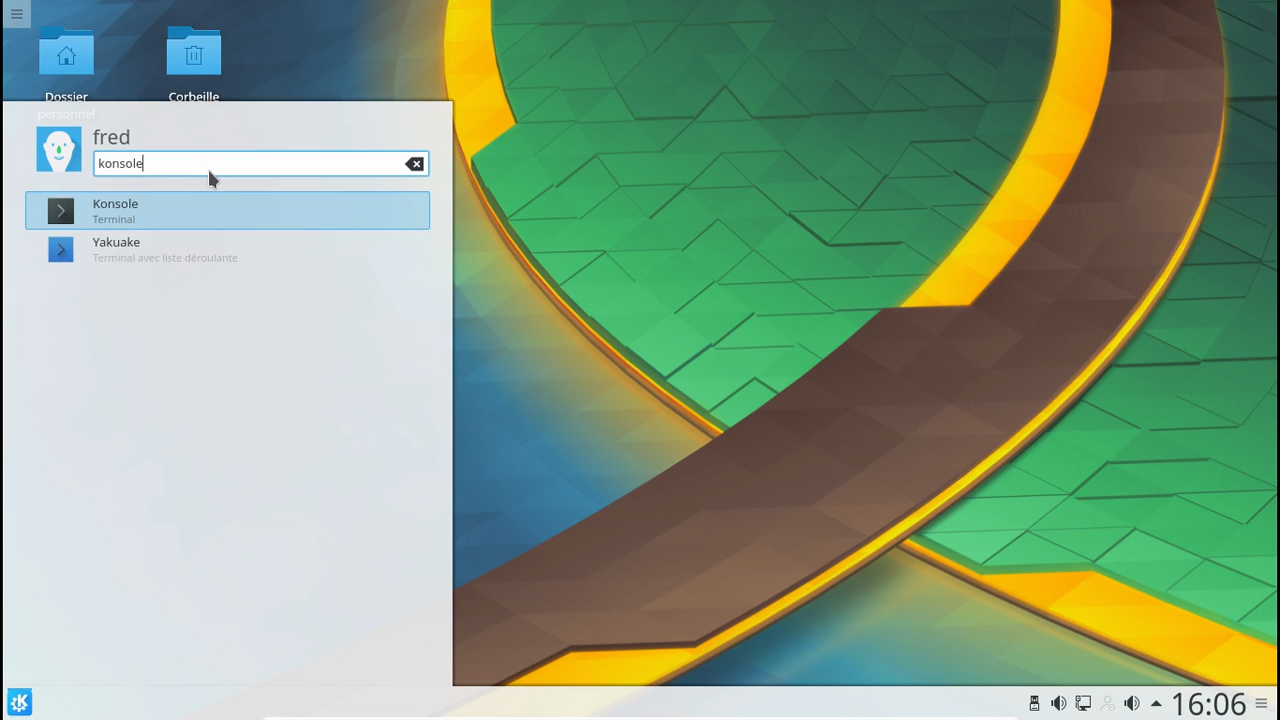 Dossier
personnel
Corbeille
fred
konsole
Konsole
Terminal
Yakuake
Terminal avec liste déroulante
16:06